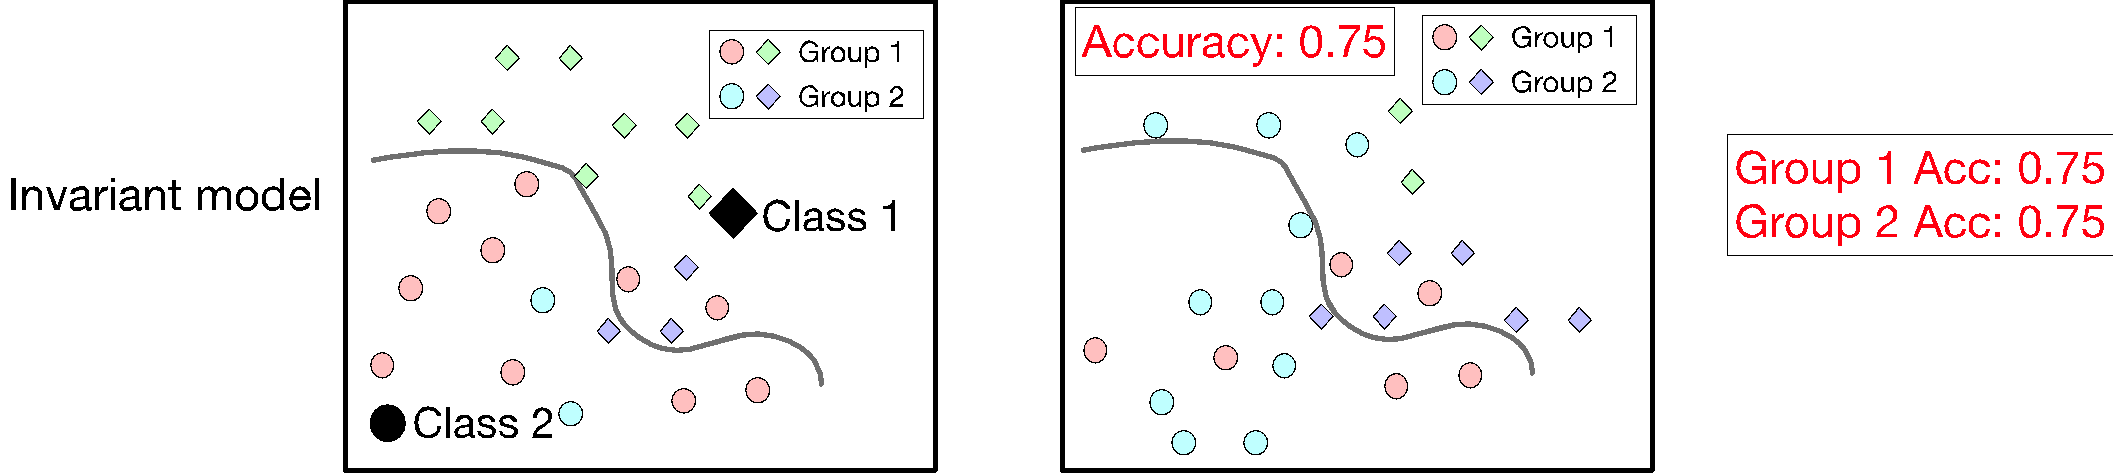 Invariant model
Group 1
Group 2
Class 1
Class 2
Accuracy: 0.75
Group 1
Group 2
Group 1 Acc: 0.75
Group 2 Acc: 0.75